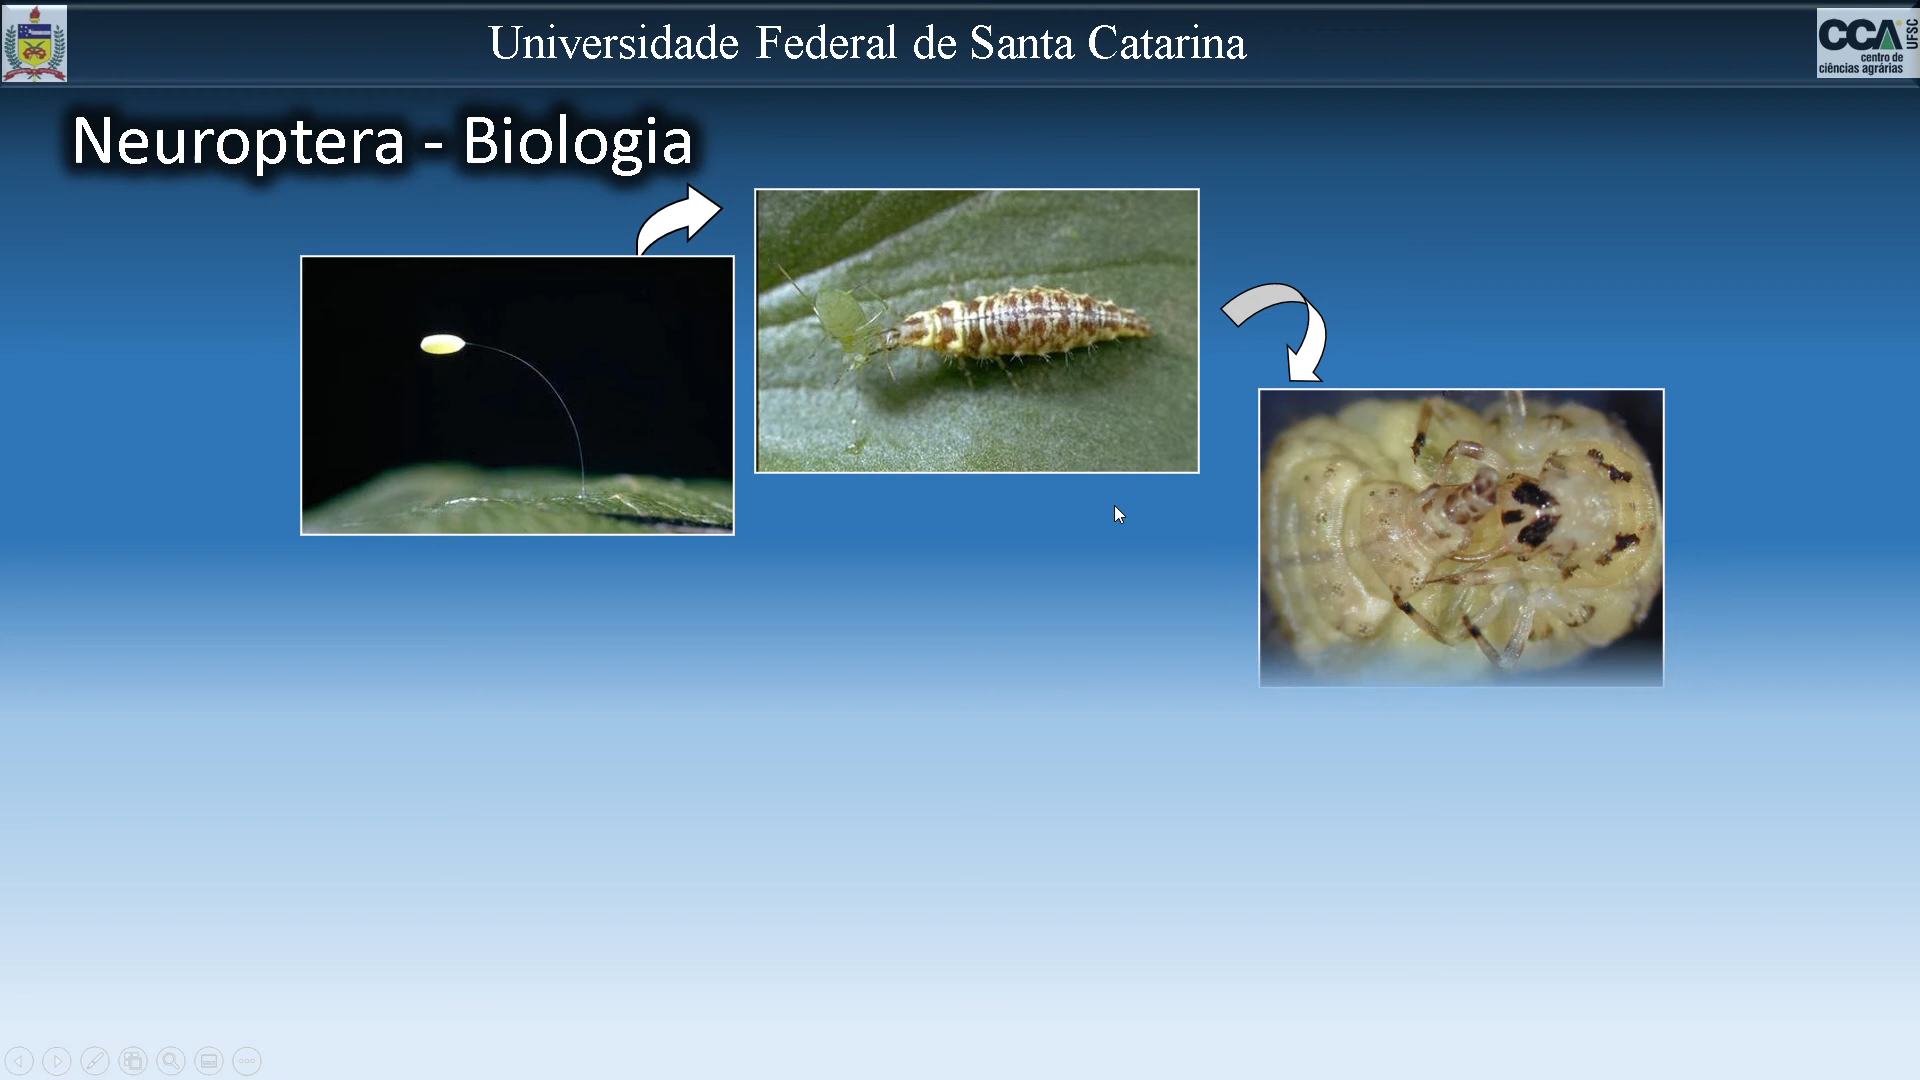 Universidade Federal de Santa Catarina
CCA UFSC
centro de
ciências agrárias
Neuroptera - Biologia